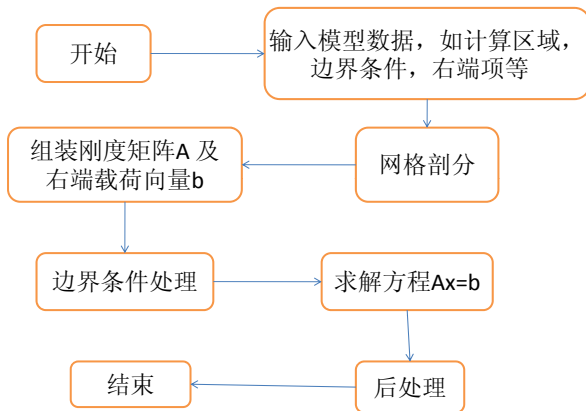 开始
输入模型数据，如计算区域，
边界条件，右端项等
网格剖分
组装刚度矩阵A 及
右端载荷向量b
边界条件处理
求解方程Ax=b
后处理
结束